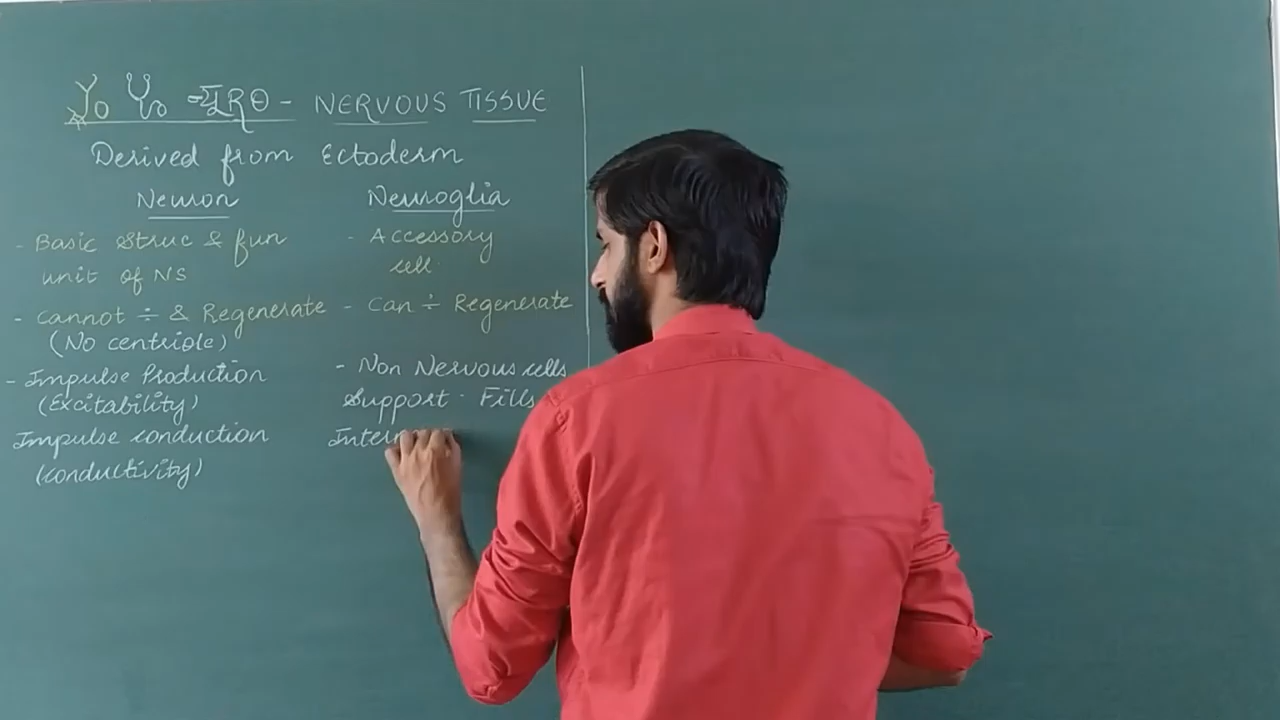 NERVOUS TISSUE
Derived from Ectoderm
Neuron
- Basic Struc & fun
unit of NS
- Cannot ÷ & Regenerate
(No centriole)
- Impulse Production
(Excitability)
Impulse conduction
(conductivity)
Neuroglia
- Accessory
cell
- Can ÷ Regenerate
- Non Nervous cells
Support · Fills